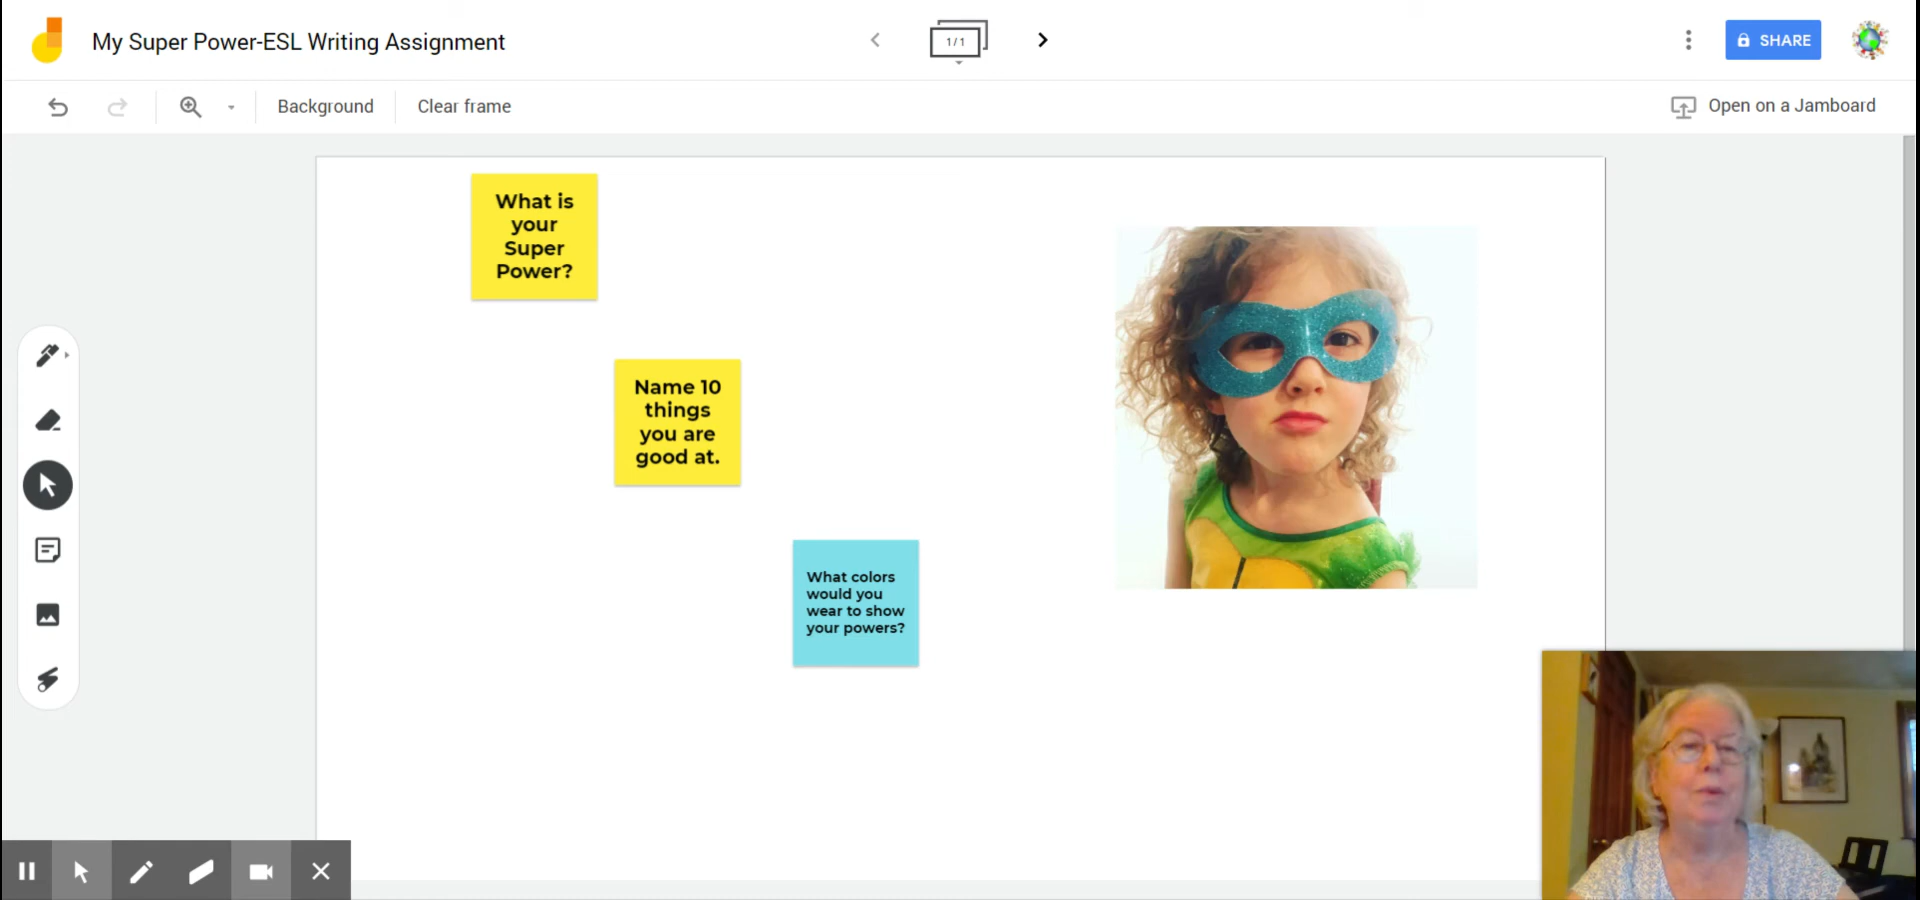 My Super Power-ESL Writing Assignment
1/1
SHARE
Background
Clear frame
Open on a Jamboard
What is
your
Super
Power?
Name 10
things
you are
good at.
What colors
would you
wear to show
your powers?